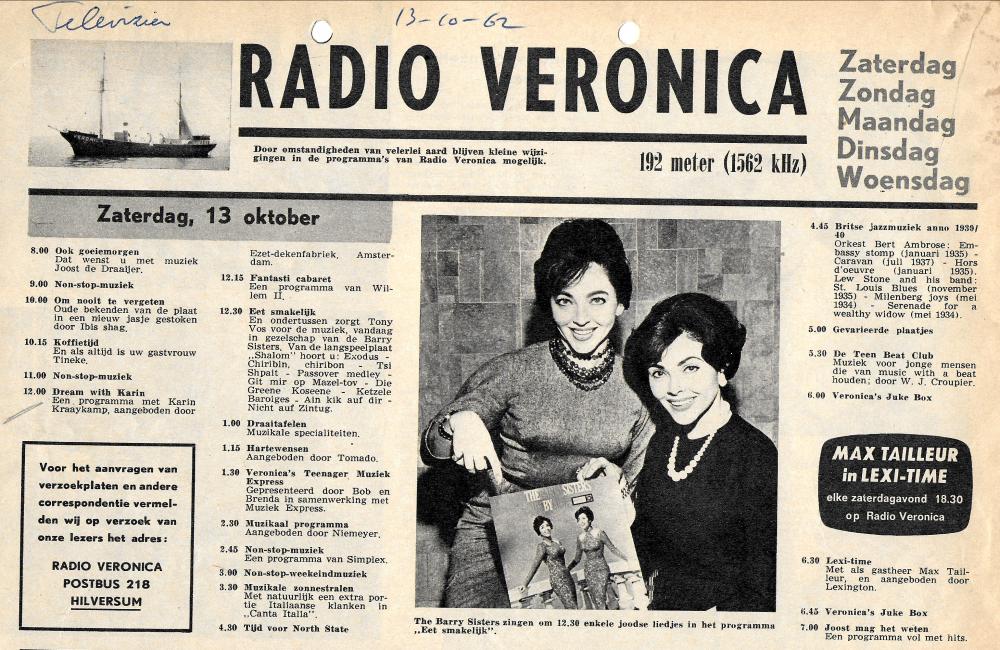 Televizier 13-10-62
RADIO VERONICA
Door omstandigheden van velerlei aard blijven kleine wijzi-
gingen in de programma's van Radio Veronica mogelijk.
192 meter (1562 kHz)
Zaterdag
Zondag
Maandag
Dinsdag
Woensdag
Zaterdag, 13 oktober
8.00 Ook goeiemorgen
Dat wenst u met muziek
Joost de Draaijer.
9.00 Non-stop-muziek
10.00 Om nooit te vergeten
Oude bekenden van de plaat
in een nieuw jasje gestoken
door Ibis shag.
10.15 Koffietijd
En als altijd is uw gastvrouw
Tineke.
11.00 Non-stop-muziek
12.00 Dream with Karin
Een programma met Karin
Kraaykamp, aangeboden door
Voor het aanvragen van
verzoekplaten en andere
correspondentie vermel-
den wij op verzoek van
onze lezers het adres:
RADIO VERONICA
POSTBUS 218
HILVERSUM
Ezet-dekenfabriek, Amster-
dam.
12.15 Fantasti cabaret
Een programma van Wil-
lem II.
12.30 Eet smakelijk
En ondertussen zorgt Tony
Vos voor de muziek, vandaag
in gezelschap van de Barry
Sisters. Van de langspeelplaat
„Shalom” hoort u: Exodus -
Chiribin, chiribon - Tsi
Shpait - Passover medley -
Git mir op Mazel-tov - Die
Greene Koseene - Ketzele
Baroiges - Ain kik auf dir -
Nicht auf Zintug.
1.00 Draaitafelen
Muzikale specialiteiten.
1.15 Hartewensen
Aangeboden door Tomado.
1.30 Veronica's Teenager Muziek
Express
Gepresenteerd door Bob en
Brenda in samenwerking met
Muziek Express.
2.30 Muzikaal programma
Aangeboden door Niemeyer.
2.45 Non-stop-muziek
Een programma van Simplex.
3.00 Non-stop-weekeindmuziek
3.30 Muzikale zonnestralen
Met natuurlijk een extra por-
tie Italiaanse klanken in
„Canta Italia”.
4.30 Tijd voor North State
THE
BY SISTERS
The Barry Sisters zingen om 12,30 enkele joodse liedjes in het programma
„Eet smakelijk”.
4.45 Britse jazzmuziek anno 1939/
40
Orkest Bert Ambrose: Em-
bassy stomp (januari 1935) -
Caravan (juli 1937) - Hors
d'oeuvre (januari 1935).
Lew Stone and his band:
St. Louis Blues (november
1935) - Milenberg joys (mei
1934) - Serenade for a
wealthy widow (mei 1934).
5.00 Gevarieerde plaatjes
5.30 De Teen Beat Club
Muziek voor jonge mensen
die van music with a beat
houden; door W. J. Croupier.
6.00 Veronica's Juke Box
MAX TAILLEUR
in LEXI-TIME
elke zaterdagavond 18.30
op Radio Veronica
6.30 Lexi-time
Met als gastheer Max Tail-
leur, en aangeboden door
Lexington.
6.45 Veronica's Juke Box
7.00 Joost mag het weten
Een programma vol met hits.